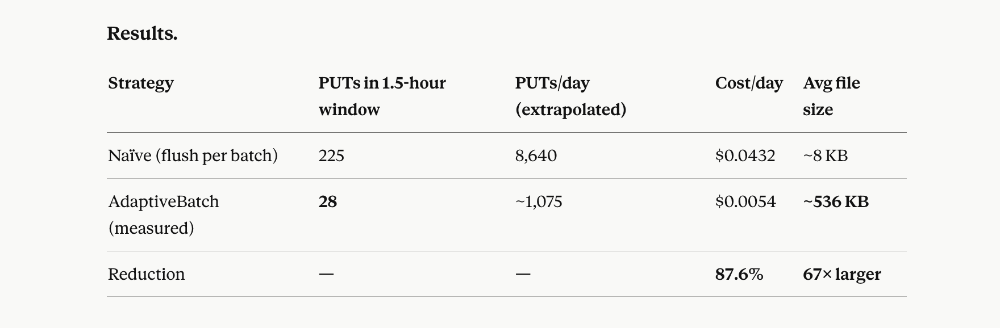 Results.
Strategy PUTs in 1.5-hour window PUTs/day (extrapolated) Cost/day Avg file size
Naïve (flush per batch) 225 8,640 $0.0432 ~8 KB
AdaptiveBatch (measured) 28 ~1,075 $0.0054 ~536 KB
Reduction — — 87.6% 67× larger